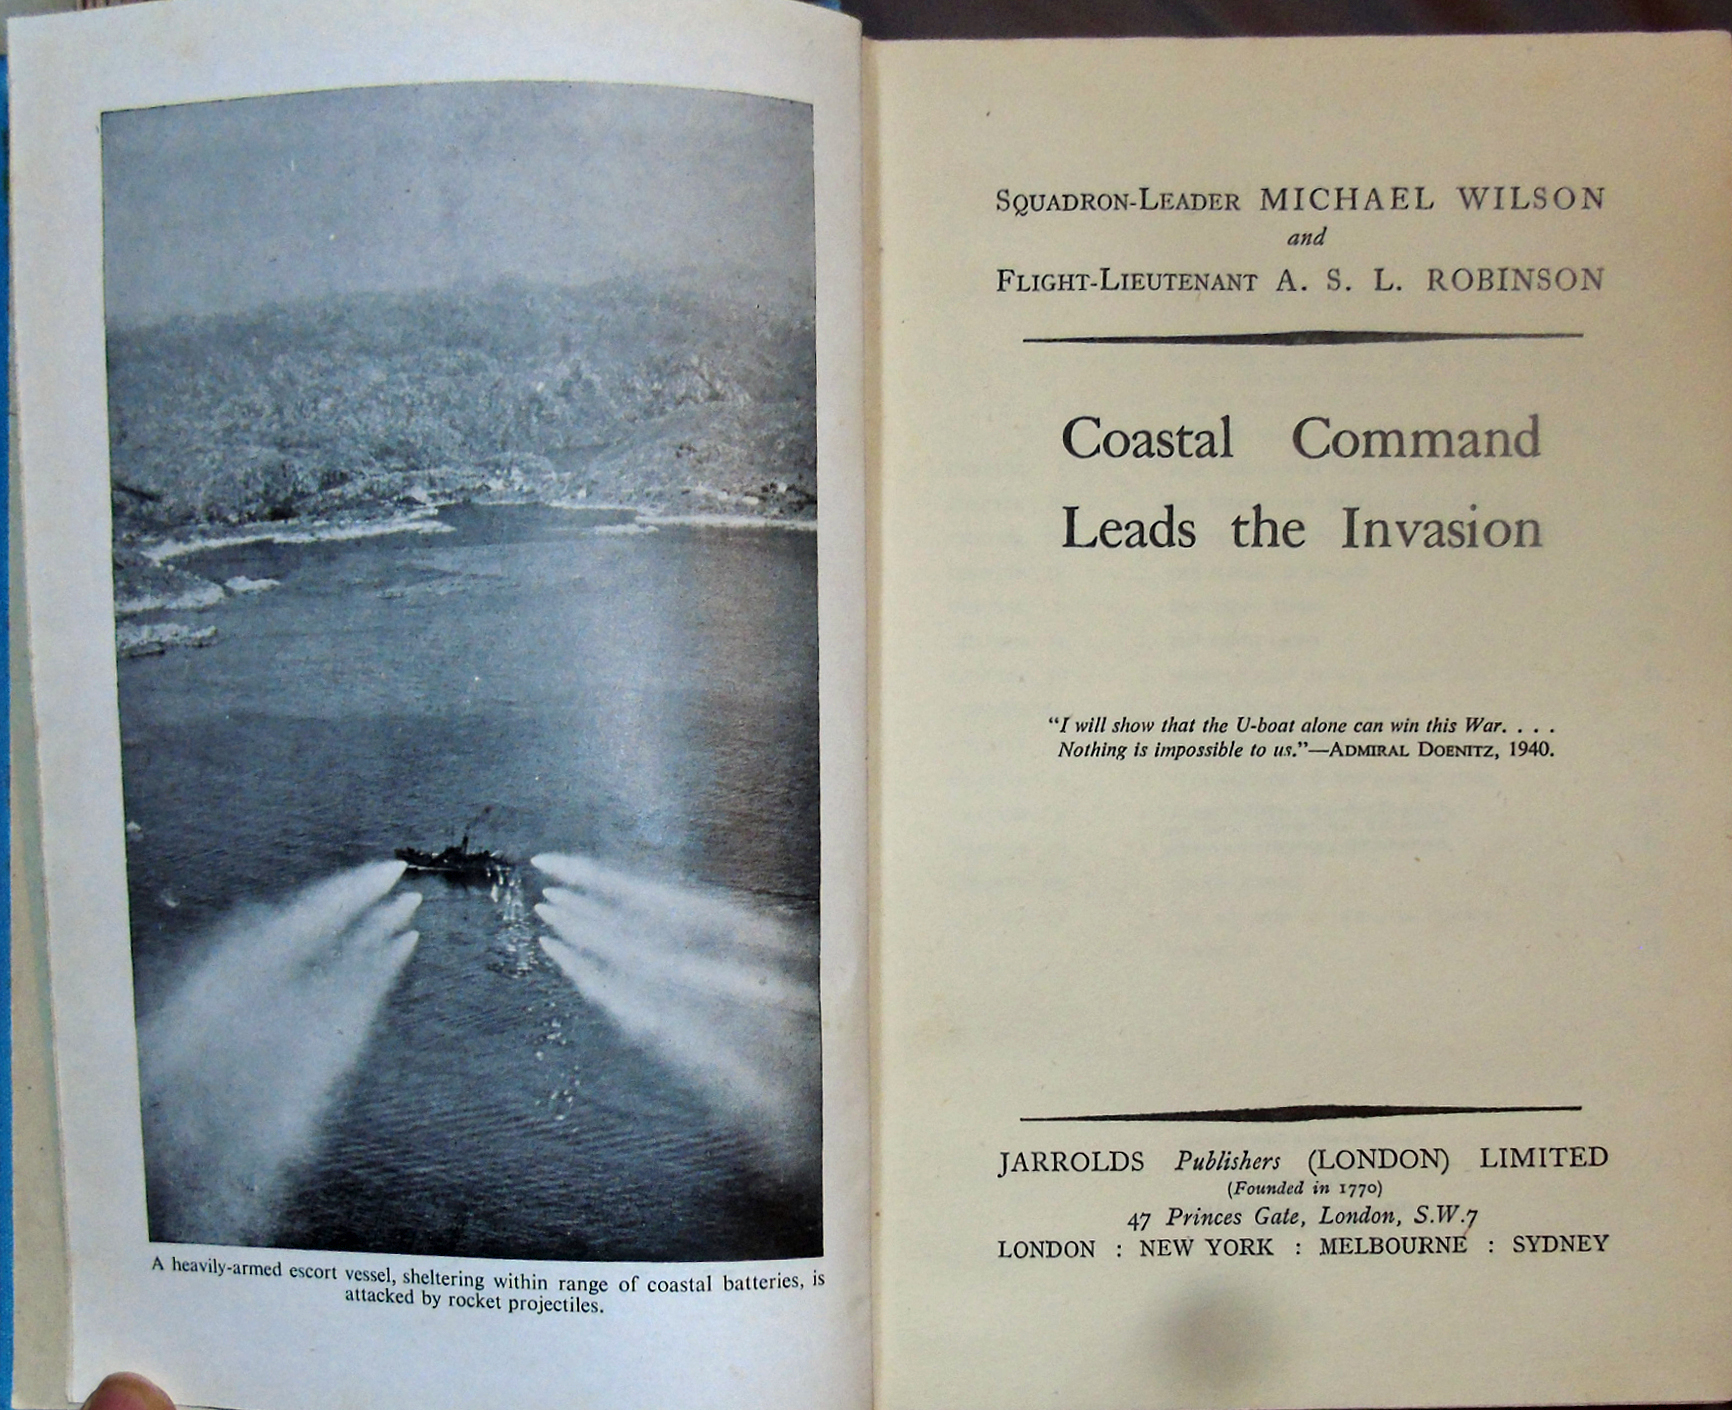 A heavily-armed escort vessel, sheltering within range of coastal batteries, is
attacked by rocket projectiles.
SQUADRON-LEADER MICHAEL WILSON
and
FLIGHT-LIEUTENANT A. S. L. ROBINSON
Coastal Command
Leads the Invasion
"I will show that the U-boat alone can win this War. . . .
Nothing is impossible to us."—ADMIRAL DOENITZ, 1940.
JARROLDS Publishers (LONDON) LIMITED
(Founded in 1770)
47 Princes Gate, London, S.W.7
LONDON : NEW YORK : MELBOURNE : SYDNEY